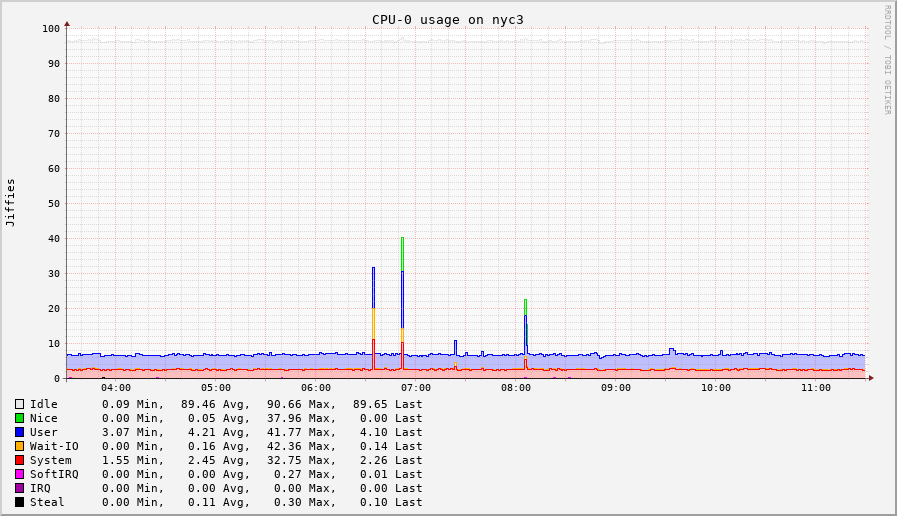 CPU-0 usage on nyc3
RRDTOOL / TOBI OETIKER
Jiffies
100
90
80
70
60
50
40
30
20
10
0
04:00 05:00 06:00 07:00 08:00 09:00 10:00 11:00
Idle 0.09 Min, 89.46 Avg, 90.66 Max, 89.65 Last
Nice 0.00 Min, 0.05 Avg, 37.96 Max, 0.00 Last
User 3.07 Min, 4.21 Avg, 41.77 Max, 4.10 Last
Wait-IO 0.00 Min, 0.16 Avg, 42.36 Max, 0.14 Last
System 1.55 Min, 2.45 Avg, 32.75 Max, 2.26 Last
SoftIRQ 0.00 Min, 0.00 Avg, 0.27 Max, 0.01 Last
IRQ 0.00 Min, 0.00 Avg, 0.00 Max, 0.00 Last
Steal 0.00 Min, 0.11 Avg, 0.30 Max, 0.10 Last